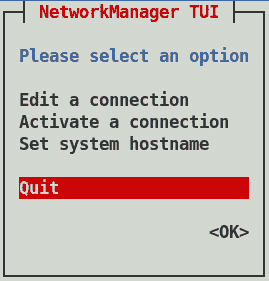 NetworkManager TUI
Please select an option
Edit a connection
Activate a connection
Set system hostname
Quit
<OK>